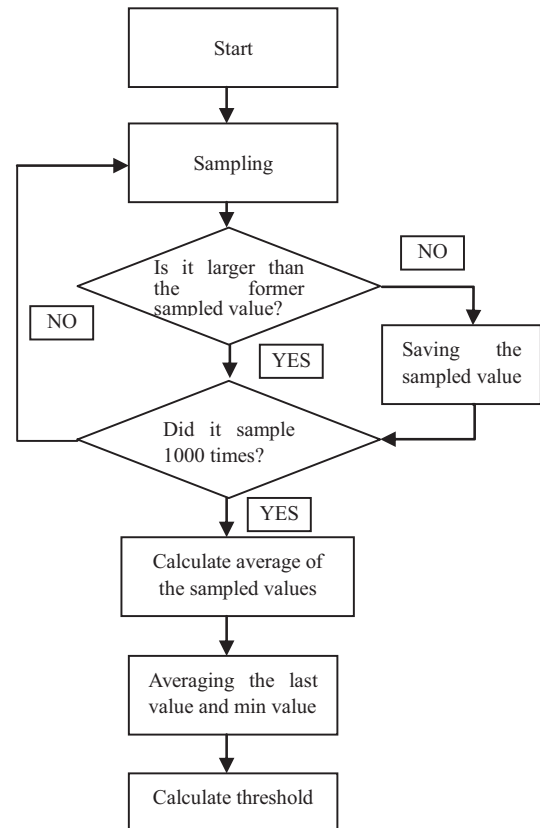 Start
Sampling
Is it larger than
the former
sampled value?
NO
NO
YES
Saving the
sampled value
Did it sample
1000 times?
YES
Calculate average of
the sampled values
Averaging the last
value and min value
Calculate threshold